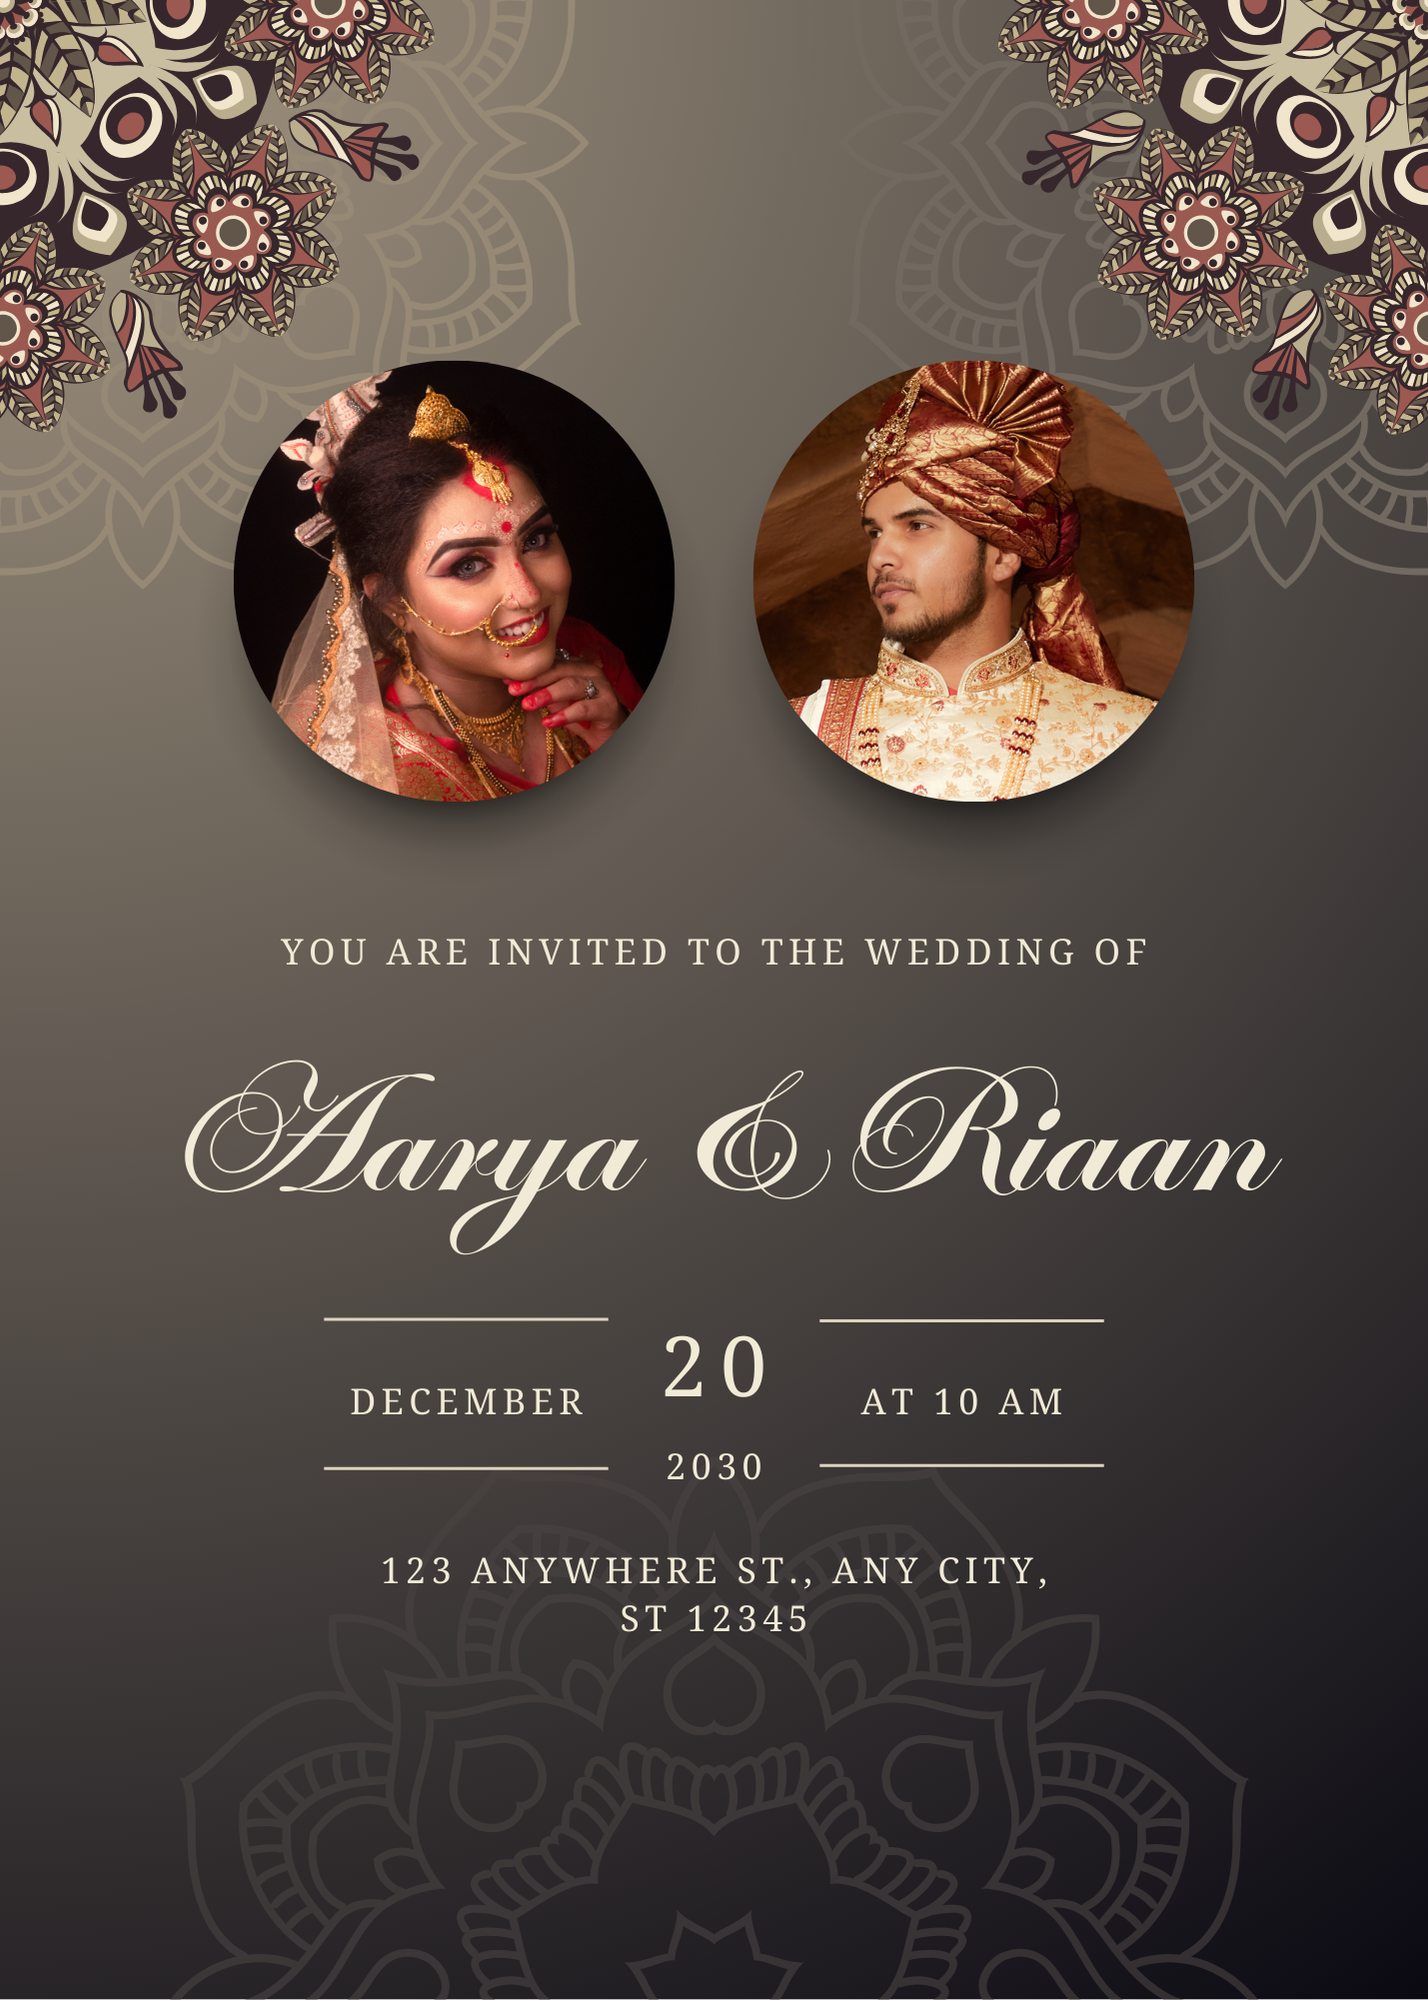 YOU ARE INVITED TO THE WEDDING OF
Aarya & Riaan
DECEMBER
20
2030
AT 10 AM
123 ANYWHERE ST., ANY CITY,
ST 12345